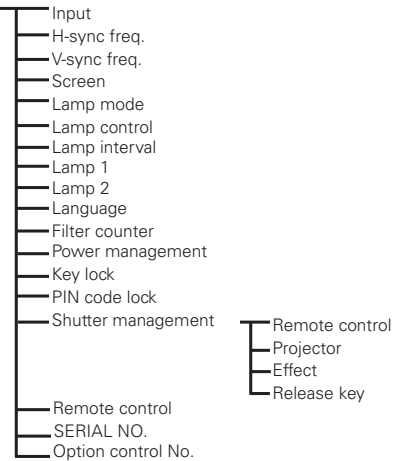 Input
H-sync freq.
V-sync freq.
Screen
Lamp mode
Lamp control
Lamp interval
Lamp 1
Lamp 2
Language
Filter counter
Power management
Key lock
PIN code lock
Shutter management
Remote control
Projector
Effect
Release key
Remote control
SERIAL NO.
Option control No.